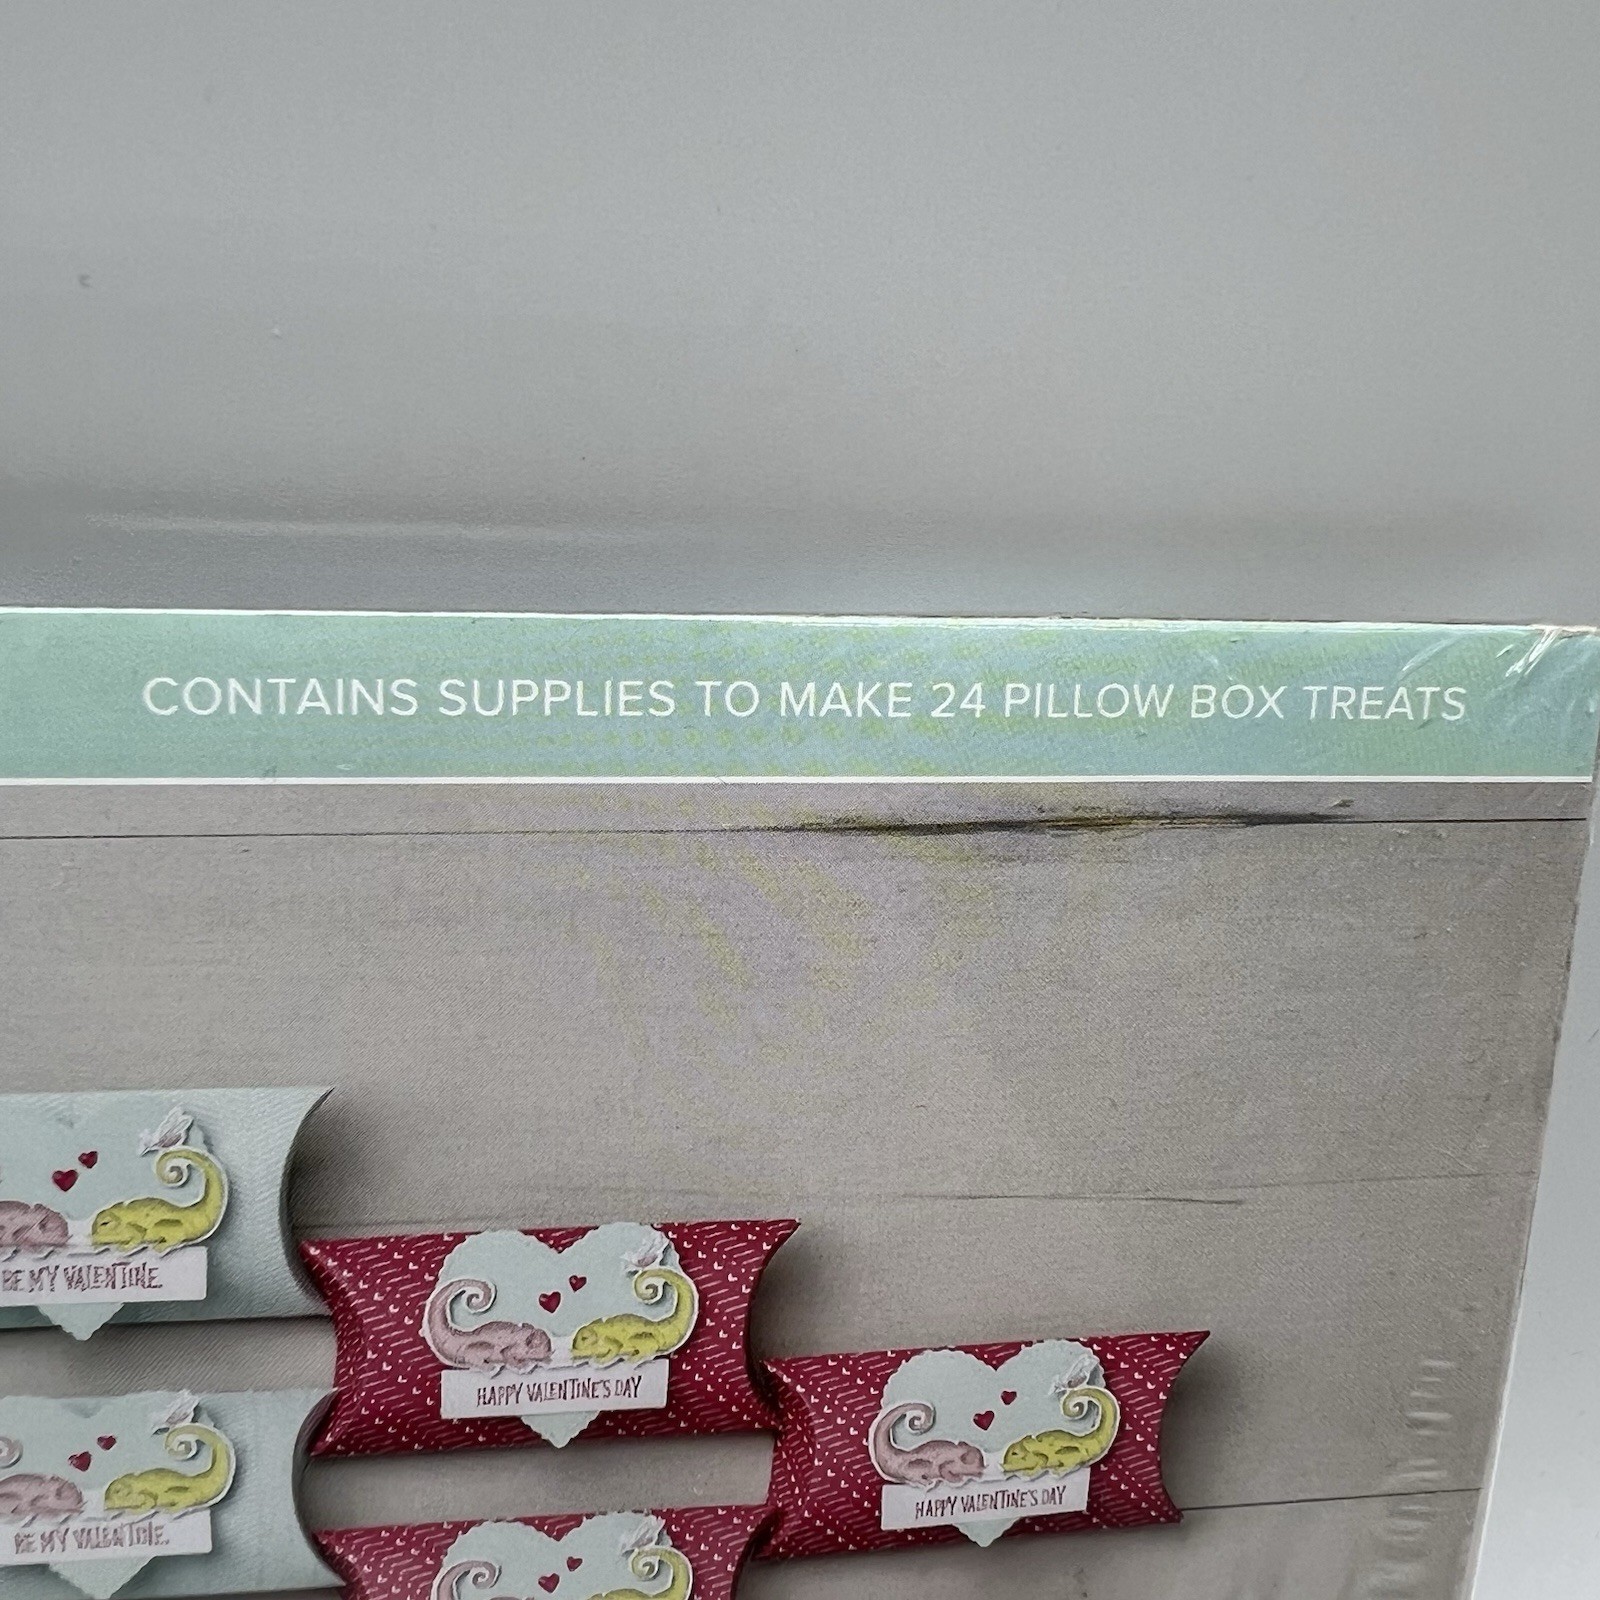 CONTAINS SUPPLIES TO MAKE 24 PILLOW BOX TREATS
BE MY VALENTINE.
HAPPY VALENTINE'S DAY
HAPPY VALENTINE'S DAY
BE MY VALENTINE.